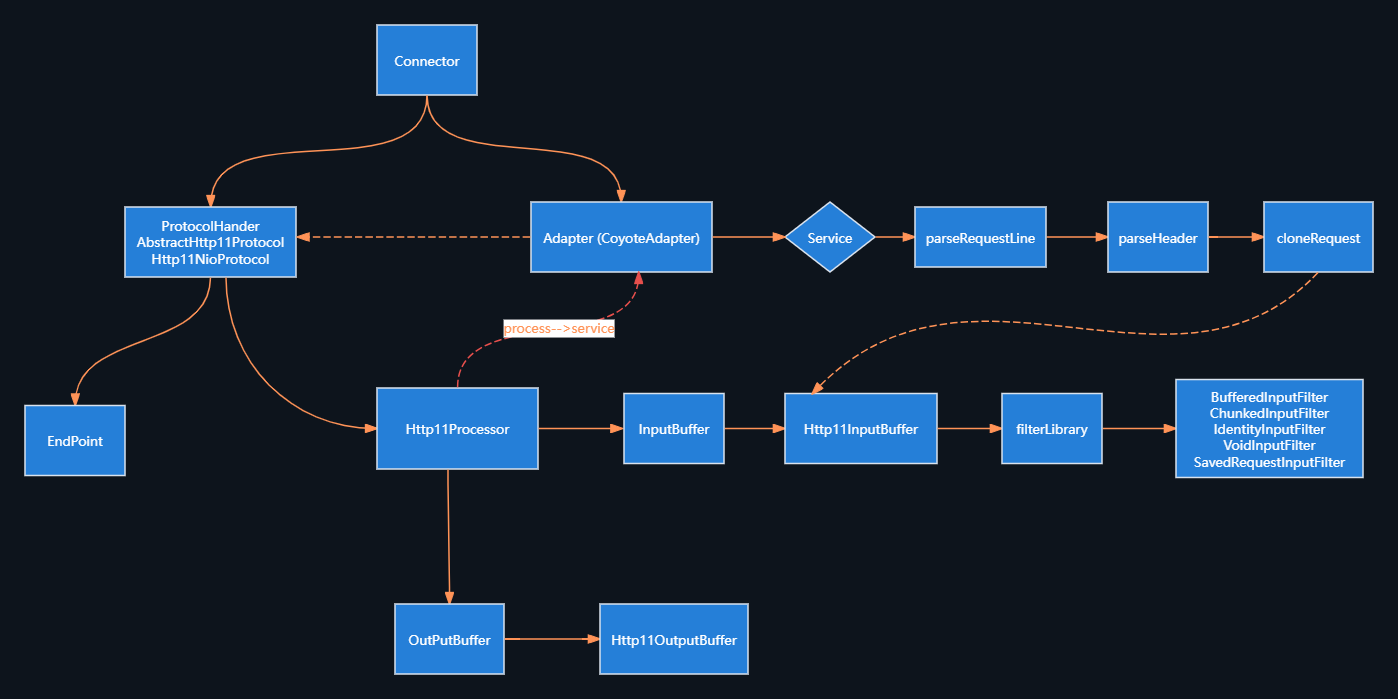 Connector
ProtocolHander
AbstractHttp11Protocol
Http11NioProtocol
Adapter (CoyoteAdapter)
Service
parseRequestLine
parseHeader
cloneRequest
process-->service
EndPoint
Http11Processor
InputBuffer
Http11InputBuffer
filterLibrary
BufferedInputFilter
ChunkedInputFilter
IdentityInputFilter
VoidInputFilter
SavedRequestInputFilter
OutPutBuffer
Http11OutputBuffer